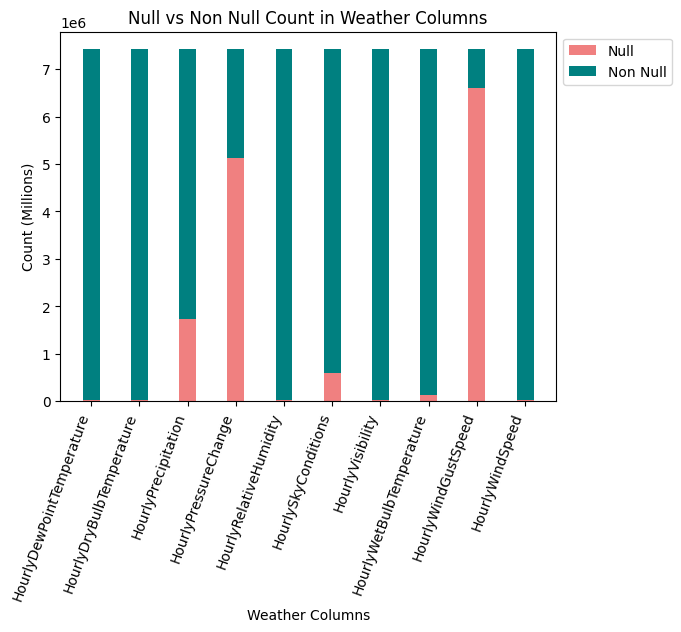 Null vs Non Null Count in Weather Columns
1e6
7
6
5
4
3
2
1
0
Count (Millions)
Null
Non Null
HourlyDewPointTemperature
HourlyDryBulbTemperature
HourlyPrecipitation
HourlyPressureChange
HourlyRelativeHumidity
HourlySkyConditions
HourlyVisibility
HourlyWetBulbTemperature
HourlyWindGustSpeed
HourlyWindSpeed
Weather Columns